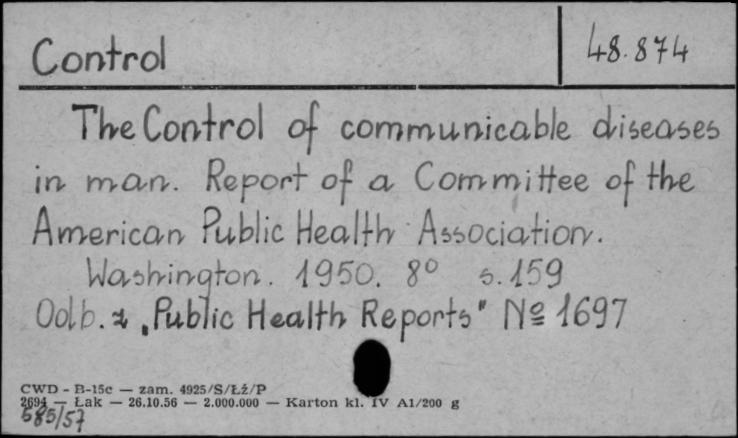 Control
48.874
The Control of communicable diseases
in man. Report of a Committee of the
American Public Health Association.
Washington. 1950. 8° s. 159
Odb. z „Public Health Reports" № 1697
CWD - B-15c — zam. 4925/S/Łź/P
2694 — Łak — 26.10.56 — 2.000.000 — Karton kl. IV A1/200 g
585/57